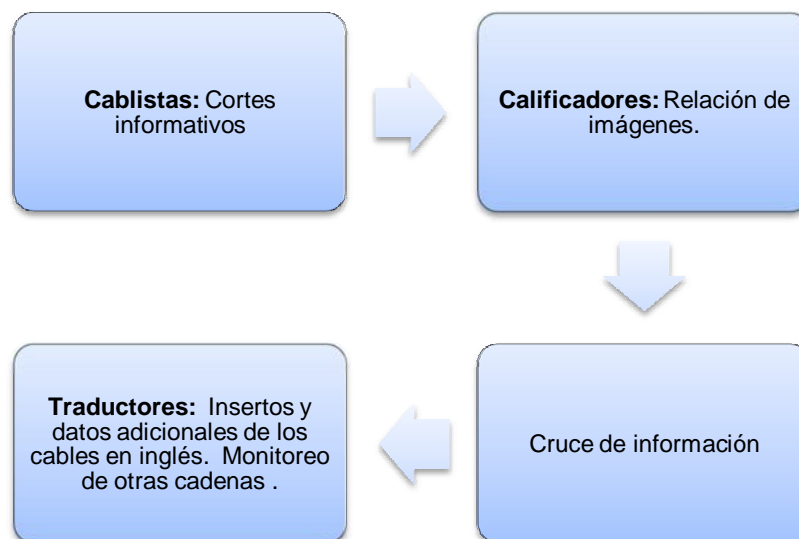 Cablistas: Cortes
informativos
Calificadores: Relación de
imágenes.
Cruce de información
Traductores:  Insertos y
datos adicionales de los
cables en inglés.  Monitoreo
de otras cadenas .